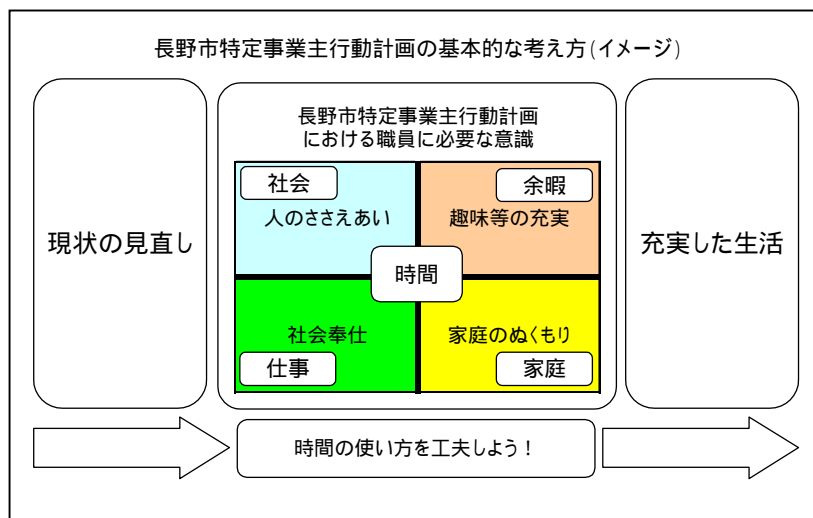 長野市特定事業主行動計画の基本的な考え方(イメージ)
現状の見直し
長野市特定事業主行動計画
における職員に必要な意識
社会
人のささえあい
余暇
趣味等の充実
時間
社会奉仕
仕事
家庭のぬくもり
家庭
充実した生活
時間の使い方を工夫しよう!